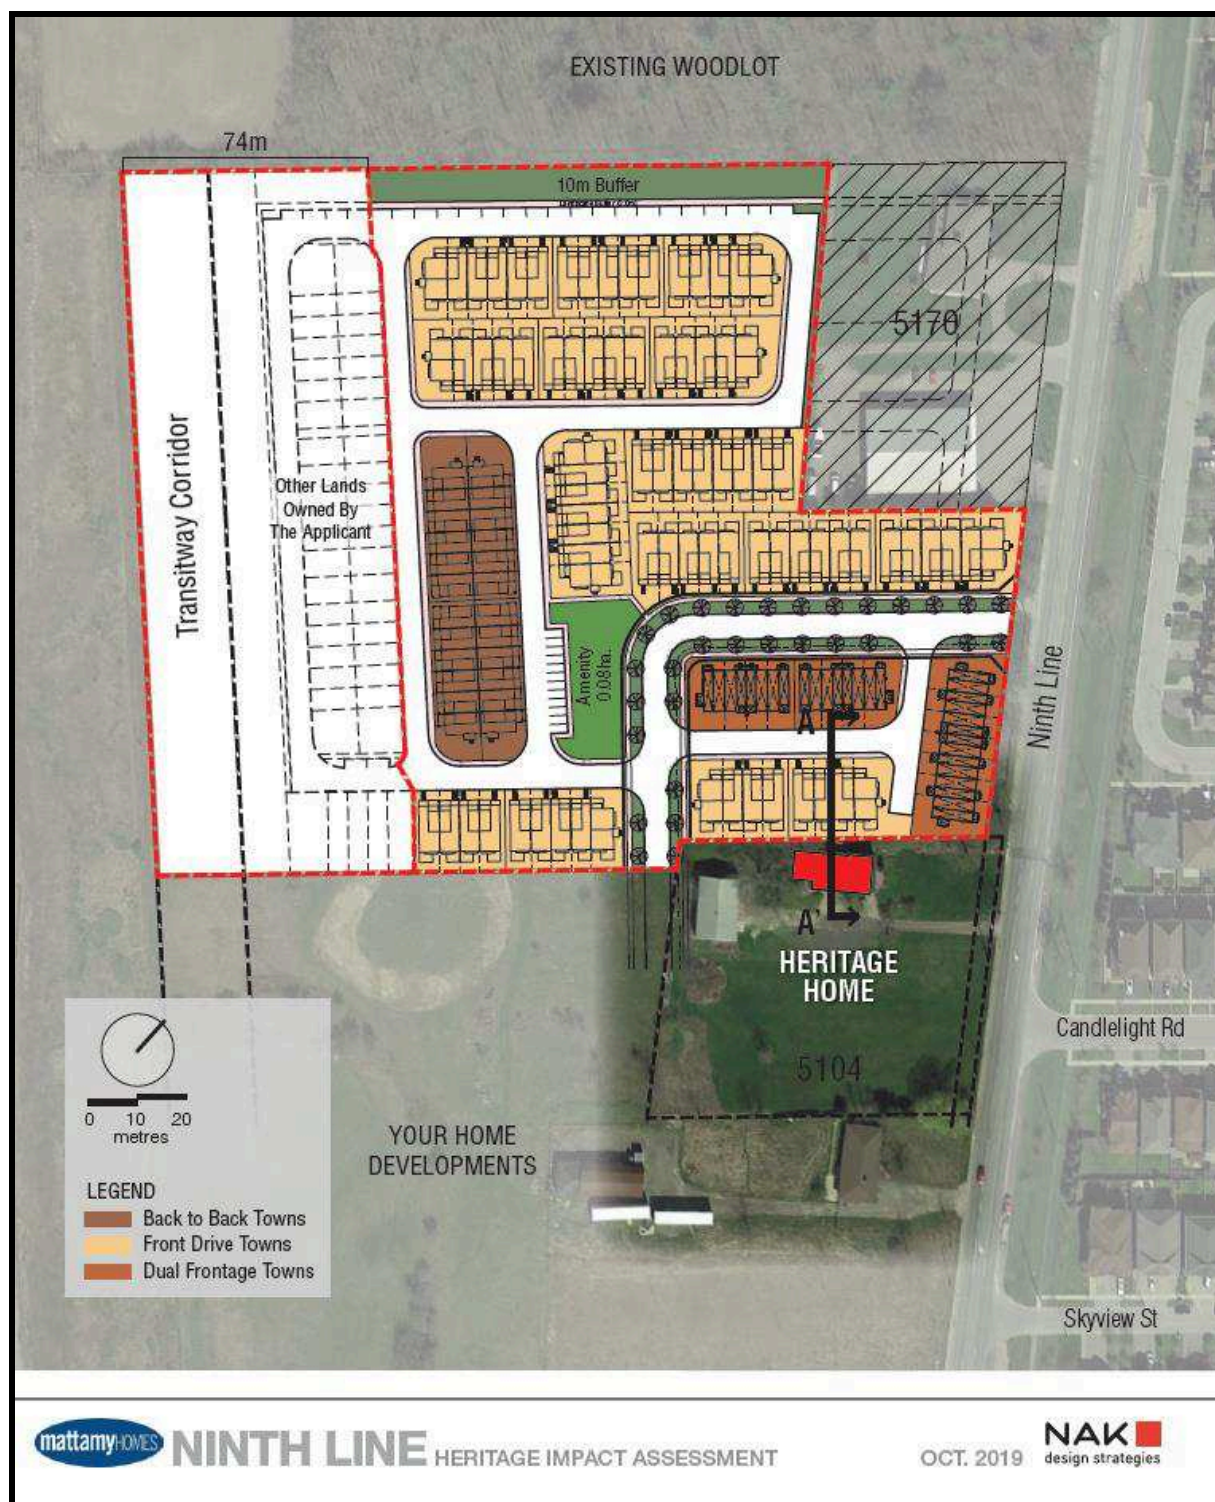 EXISTING WOODLOT
74m
10m Buffer
5170
Transitway Corridor
Other Lands
Owned By
The Applicant
Amenity
0.08ha.
Ninth Line
A
A'
HERITAGE
HOME
5104
Candlelight Rd
0 10 20
metres
YOUR HOME
DEVELOPMENTS
LEGEND
Back to Back Towns
Front Drive Towns
Dual Frontage Towns
Skyview St
mattamyHOMES NINTH LINE HERITAGE IMPACT ASSESSMENT OCT. 2019 NAK
design strategies